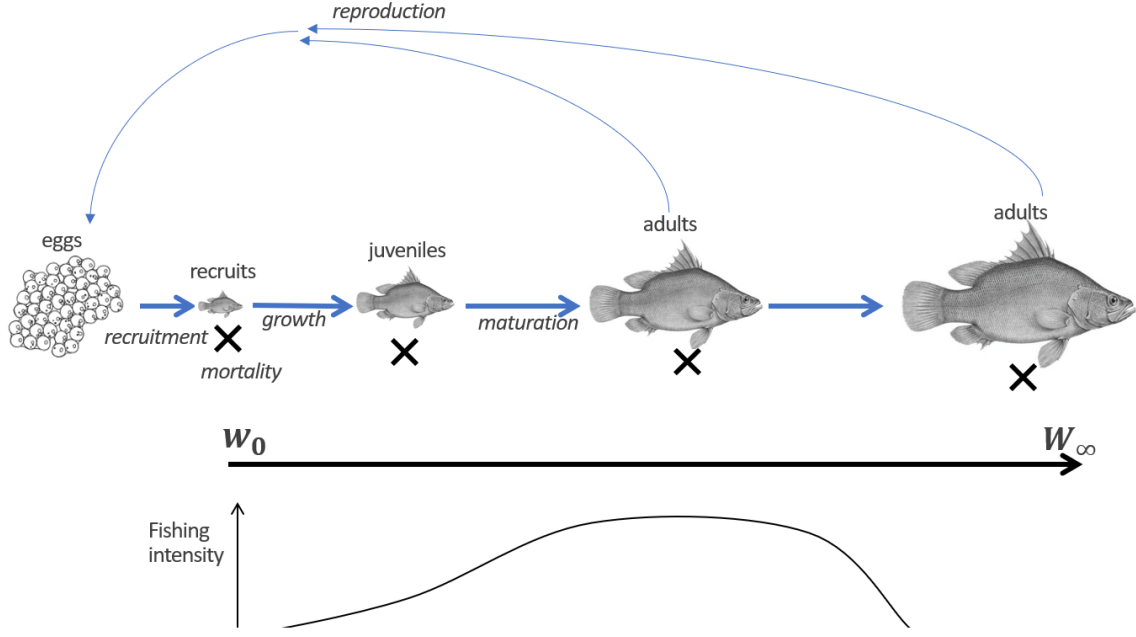 reproduction
eggs
recruits
juveniles
adults
adults
recruitment
growth
maturation
mortality
w₀
W∞
Fishing
intensity